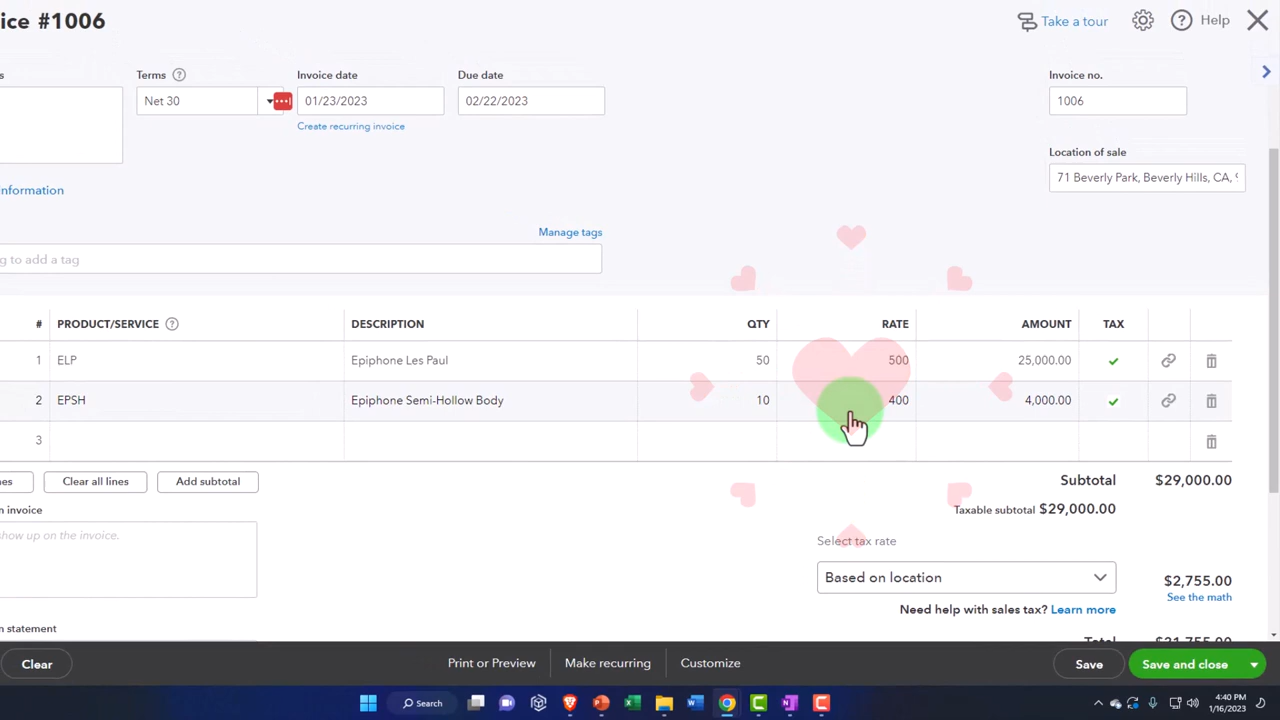 ice #1006
Take a tour
Help
s
Terms
Invoice date
Due date
Invoice no.
Net 30
01/23/2023
02/22/2023
1006
Create recurring invoice
Location of sale
71 Beverly Park, Beverly Hills, CA, 9
information
Manage tags
g to add a tag
# PRODUCT/SERVICE DESCRIPTION QTY RATE AMOUNT TAX
1 ELP Epiphone Les Paul 50 500 25,000.00
2 EPSH Epiphone Semi-Hollow Body 10 400 4,000.00
3
nes Clear all lines Add subtotal
Subtotal $29,000.00
n invoice
Taxable subtotal $29,000.00
show up on the invoice.
Select tax rate
Based on location
$2,755.00
See the math
Need help with sales tax? Learn more
n statement
Total $31,755.00
Clear
Print or Preview
Make recurring
Customize
Save
Save and close
Search
4:40 PM
1/16/2023